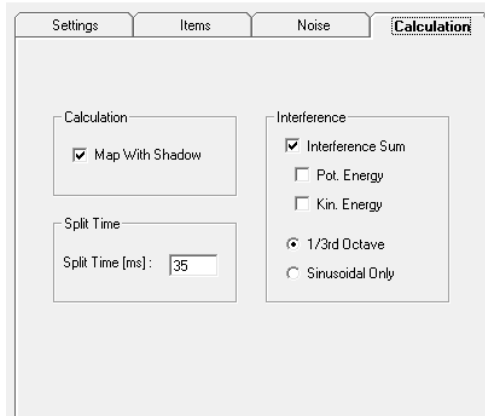 Settings Items Noise Calculation
Calculation
Map With Shadow
Split Time
Split Time [ms] : 35
Interference
Interference Sum
Pot. Energy
Kin. Energy
1/3rd Octave
Sinusoidal Only